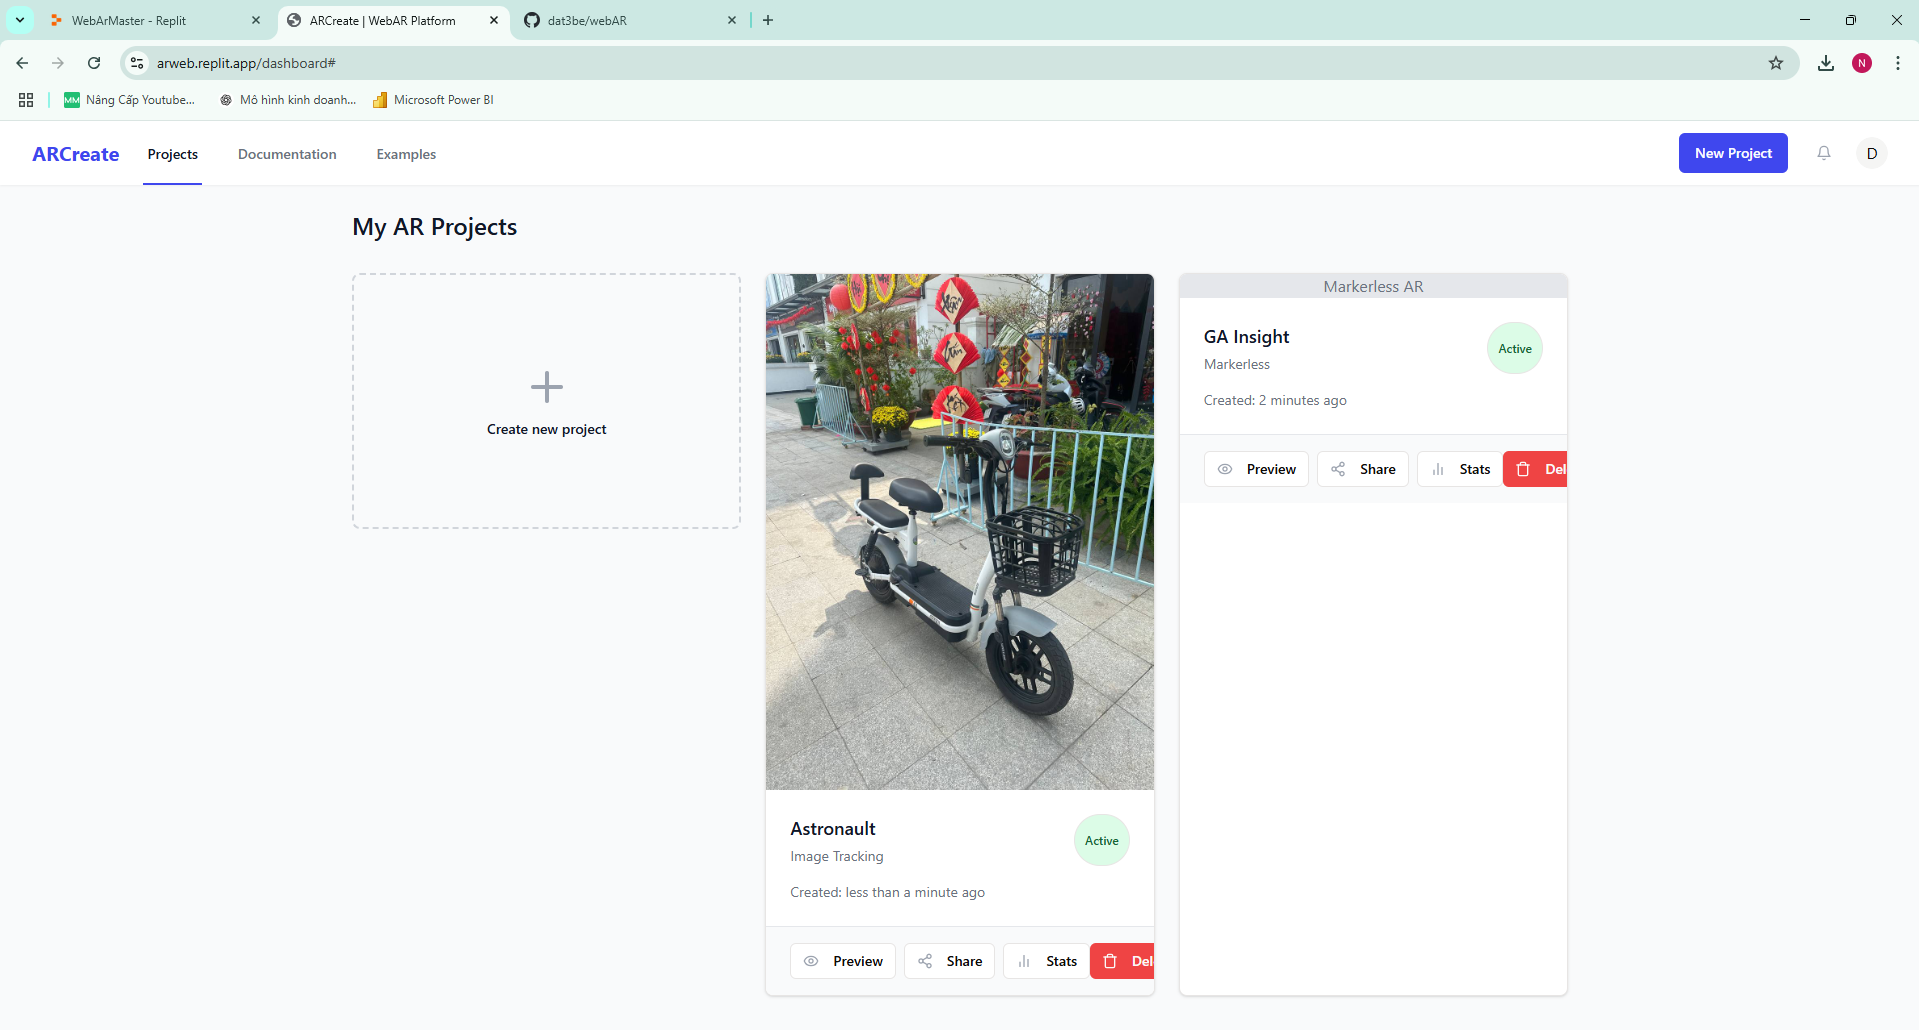 WebArMaster - Replit
ARCreate | WebAR Platform
dat3be/webAR
arweb.replit.app/dashboard#
N
MM Nâng Cấp Youtube...
Mô hình kinh doanh...
Microsoft Power BI
ARCreate
Projects
Documentation
Examples
New Project
D
My AR Projects
Create new project
Astronault
Image Tracking
Active
Created: less than a minute ago
Preview
Share
Stats
Del
Markerless AR
GA Insight
Markerless
Active
Created: 2 minutes ago
Preview
Share
Stats
Del